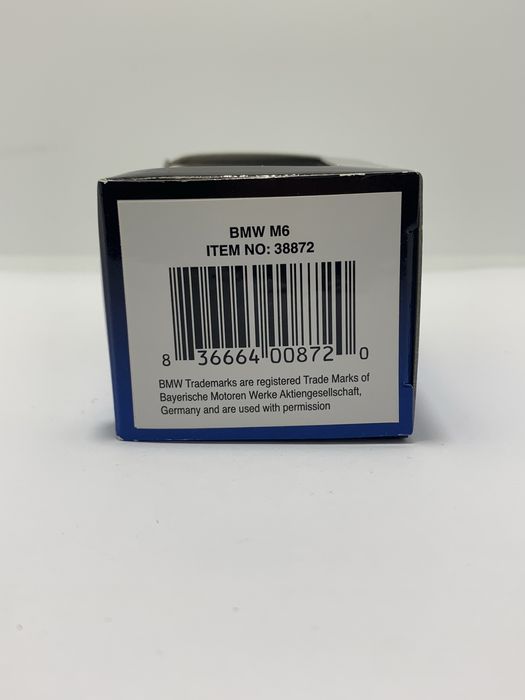 BMW M6
ITEM NO: 38872
8 36664 00872 0
BMW Trademarks are registered Trade Marks of
Bayerische Motoren Werke Aktiengesellschaft,
Germany and are used with permission